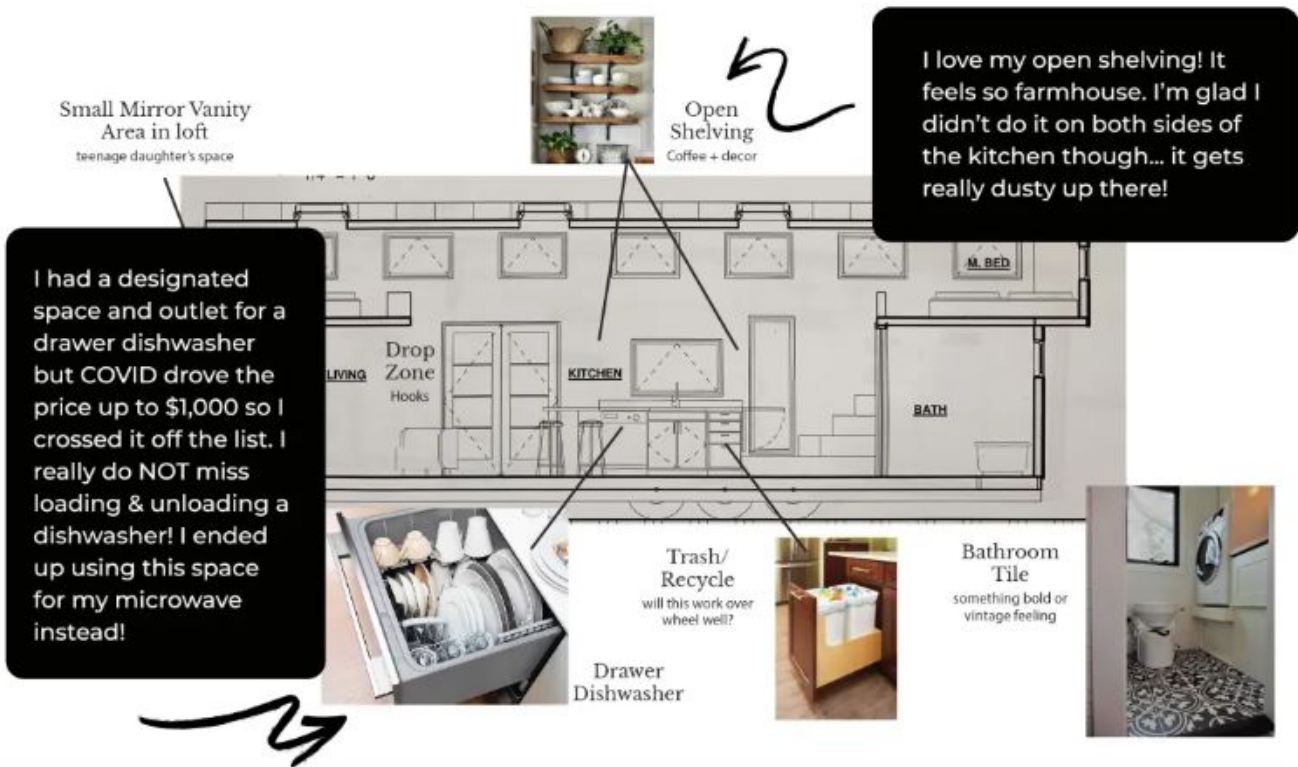 Small Mirror Vanity
Area in loft
teenage daughter's space
Open
Shelving
Coffee + decor
I love my open shelving! It
feels so farmhouse. I'm glad I
didn't do it on both sides of
the kitchen though... it gets
really dusty up there!
I had a designated
space and outlet for a
drawer dishwasher
but COVID drove the
price up to $1,000 so I
crossed it off the list. I
really do NOT miss
loading & unloading a
dishwasher! I ended
up using this space
for my microwave
instead!
M. BED
LIVING
Drop
Zone
Hooks
KITCHEN
BATH
Trash/
Recycle
will this work over
wheel well?
Drawer
Dishwasher
Bathroom
Tile
something bold or
vintage feeling